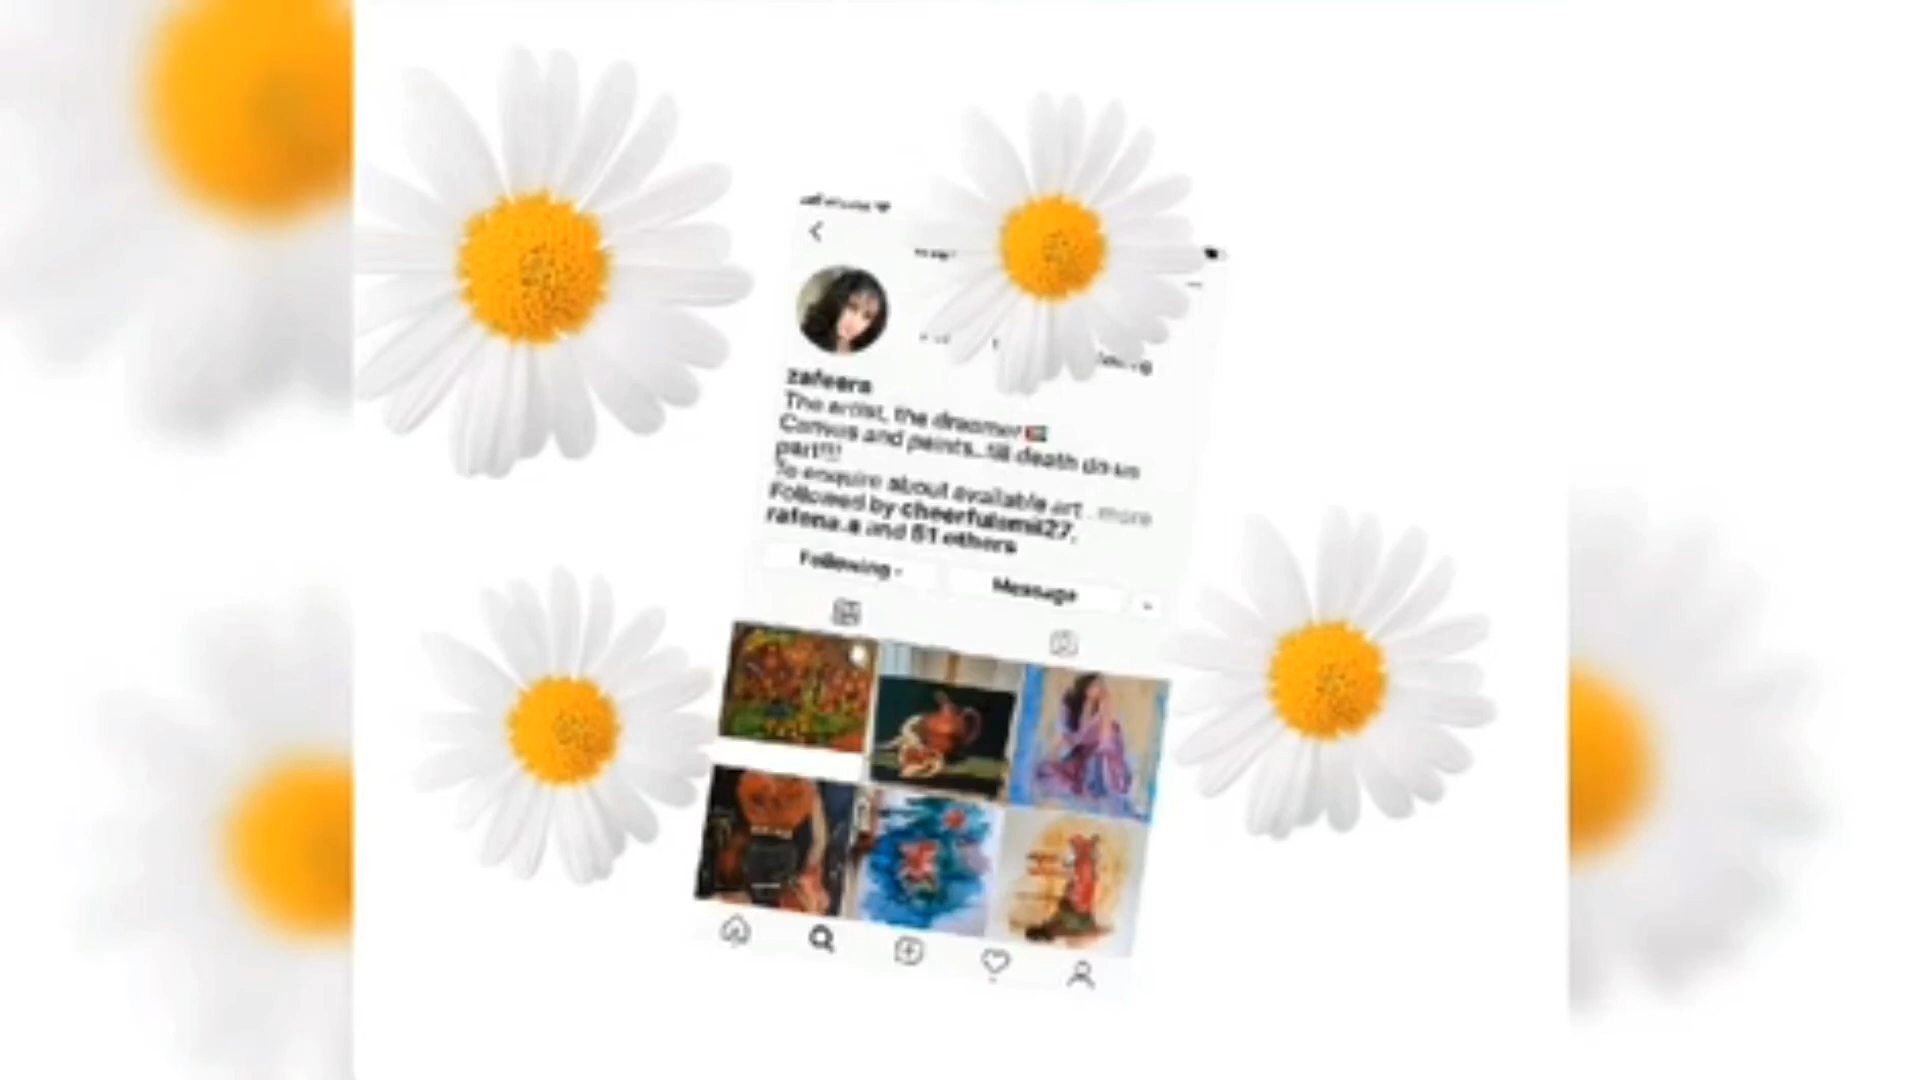 zafeera
The artist, the dreamer
Canvas and paints...till death do us
part!!!
To enquire about available art... more
Followed by cheerfulsmil27,
rafena.a and 51 others
Following
Message